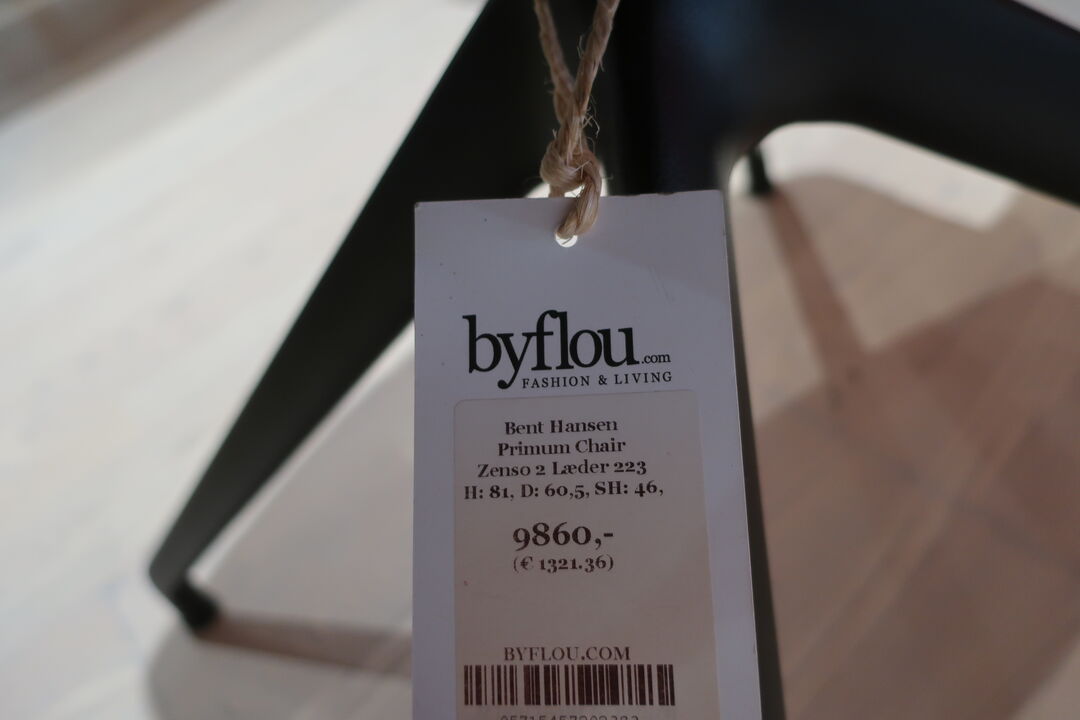 byflou.com
FASHION & LIVING
Bent Hansen
Primum Chair
Zenso 2 Læder 223
H: 81, D: 60,5, SH: 46,
9860,-
(€ 1321.36)
BYFLOU.COM